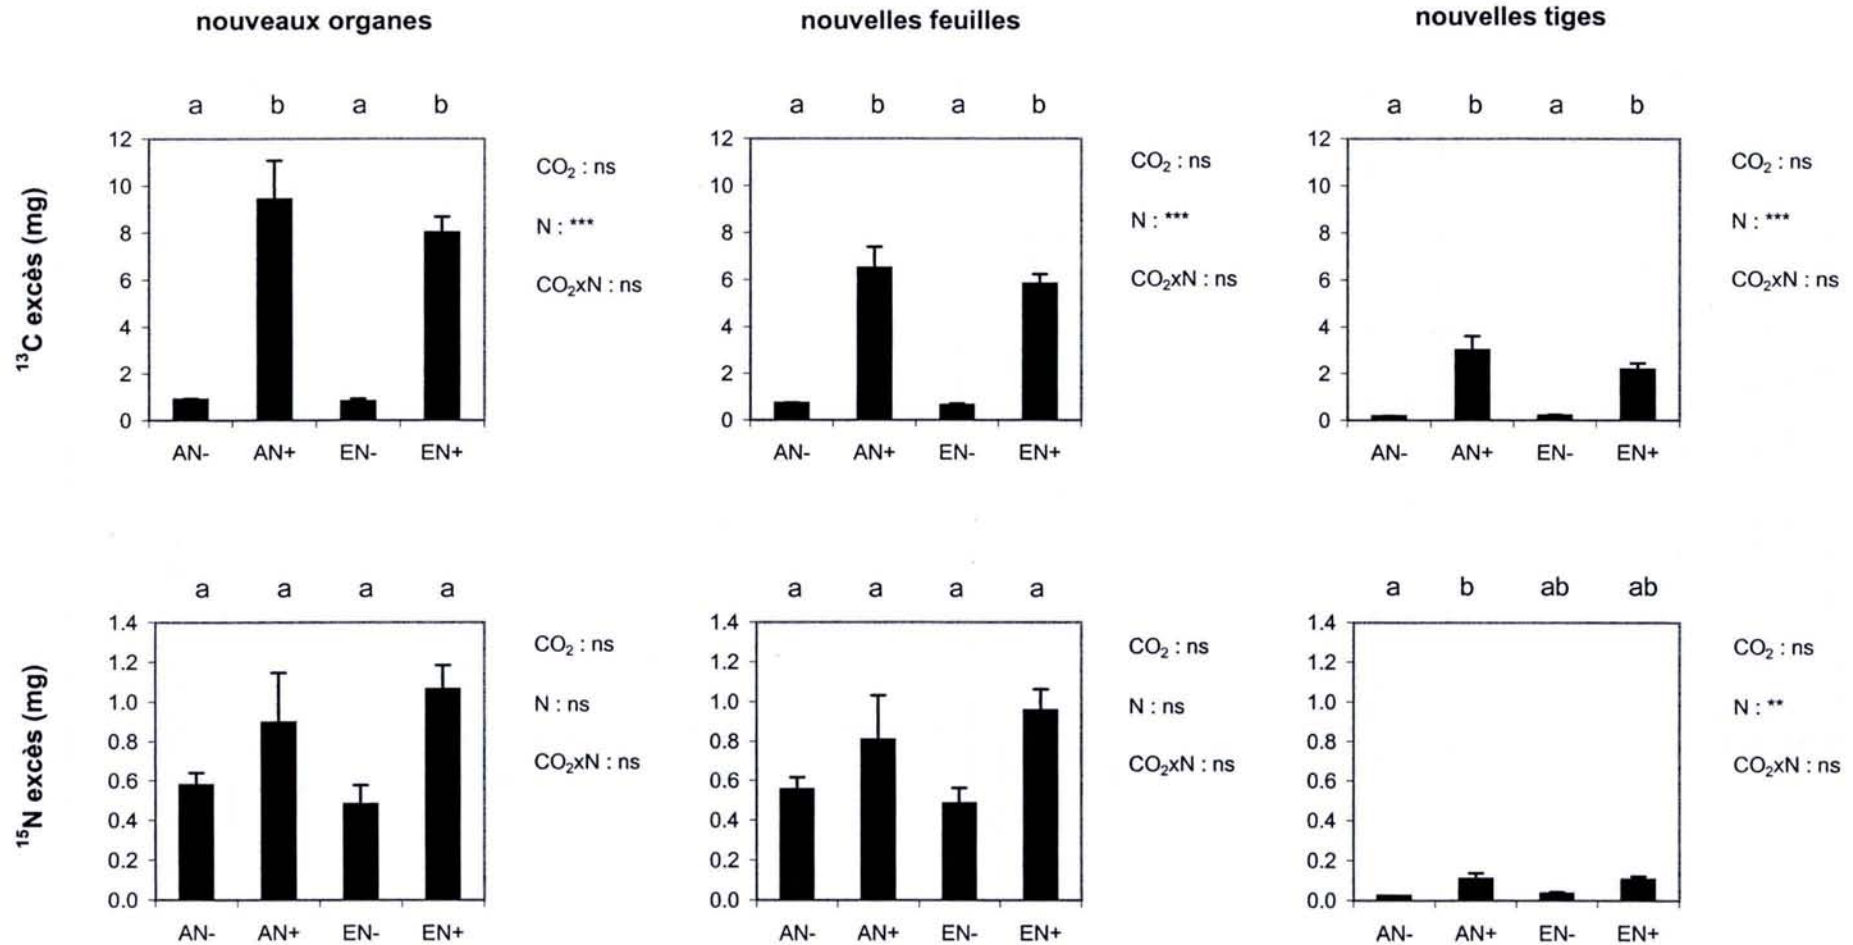 nouveaux organes
nouvelles feuilles
nouvelles tiges
¹³C excès (mg)
a b a b
12
10
8
6
4
2
0
AN- AN+ EN- EN+
CO₂ : ns
N : ***
CO₂xN : ns
a b a b
12
10
8
6
4
2
0
AN- AN+ EN- EN+
CO₂ : ns
N : ***
CO₂xN : ns
a b a b
12
10
8
6
4
2
0
AN- AN+ EN- EN+
CO₂ : ns
N : ***
CO₂xN : ns
¹⁵N excès (mg)
a a a a
1.4
1.2
1.0
0.8
0.6
0.4
0.2
0.0
AN- AN+ EN- EN+
CO₂ : ns
N : ns
CO₂xN : ns
a a a a
1.4
1.2
1.0
0.8
0.6
0.4
0.2
0.0
AN- AN+ EN- EN+
CO₂ : ns
N : ns
CO₂xN : ns
a b ab ab
1.4
1.2
1.0
0.8
0.6
0.4
0.2
0.0
AN- AN+ EN- EN+
CO₂ : ns
N : **
CO₂xN : ns